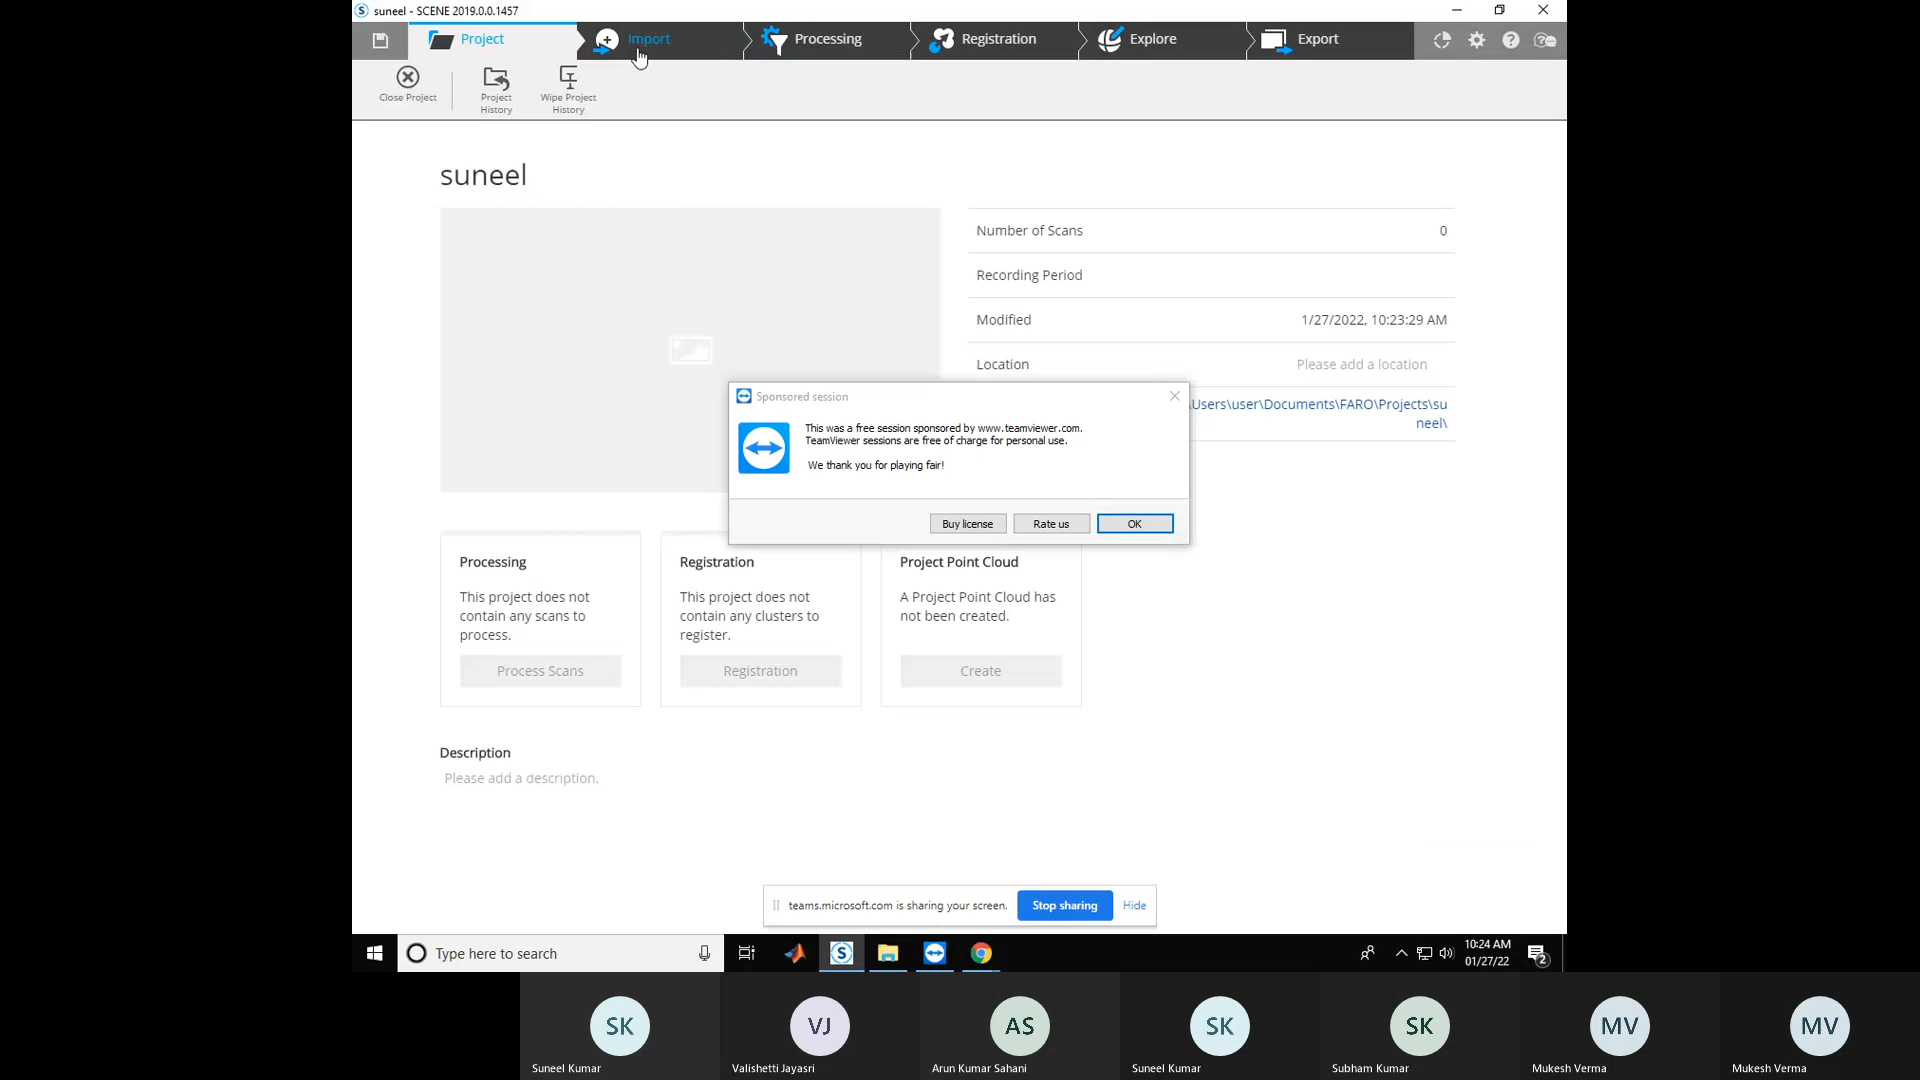 suneel - SCENE 2019.0.0.1457
Project
Import
Processing
Registration
Explore
Export
Close Project
Project History
Wipe Project History
suneel
Number of Scans 0
Recording Period
Modified 1/27/2022, 10:23:29 AM
Location Please add a location
\Users\user\Documents\FARO\Projects\su
neel\
Sponsored session
This was a free session sponsored by www.teamviewer.com.
TeamViewer sessions are free of charge for personal use.
We thank you for playing fair!
Buy license
Rate us
OK
Processing
This project does not
contain any scans to
process.
Process Scans
Registration
This project does not
contain any clusters to
register.
Registration
Project Point Cloud
A Project Point Cloud has
not been created.
Create
Description
Please add a description.
teams.microsoft.com is sharing your screen.
Stop sharing
Hide
Type here to search
10:24 AM
01/27/22
2
SK
VJ
AS
SK
SK
MV
MV
Suneel Kumar
Valishetti Jayasri
Arun Kumar Sahani
Suneel Kumar
Subham Kumar
Mukesh Verma
Mukesh Verma